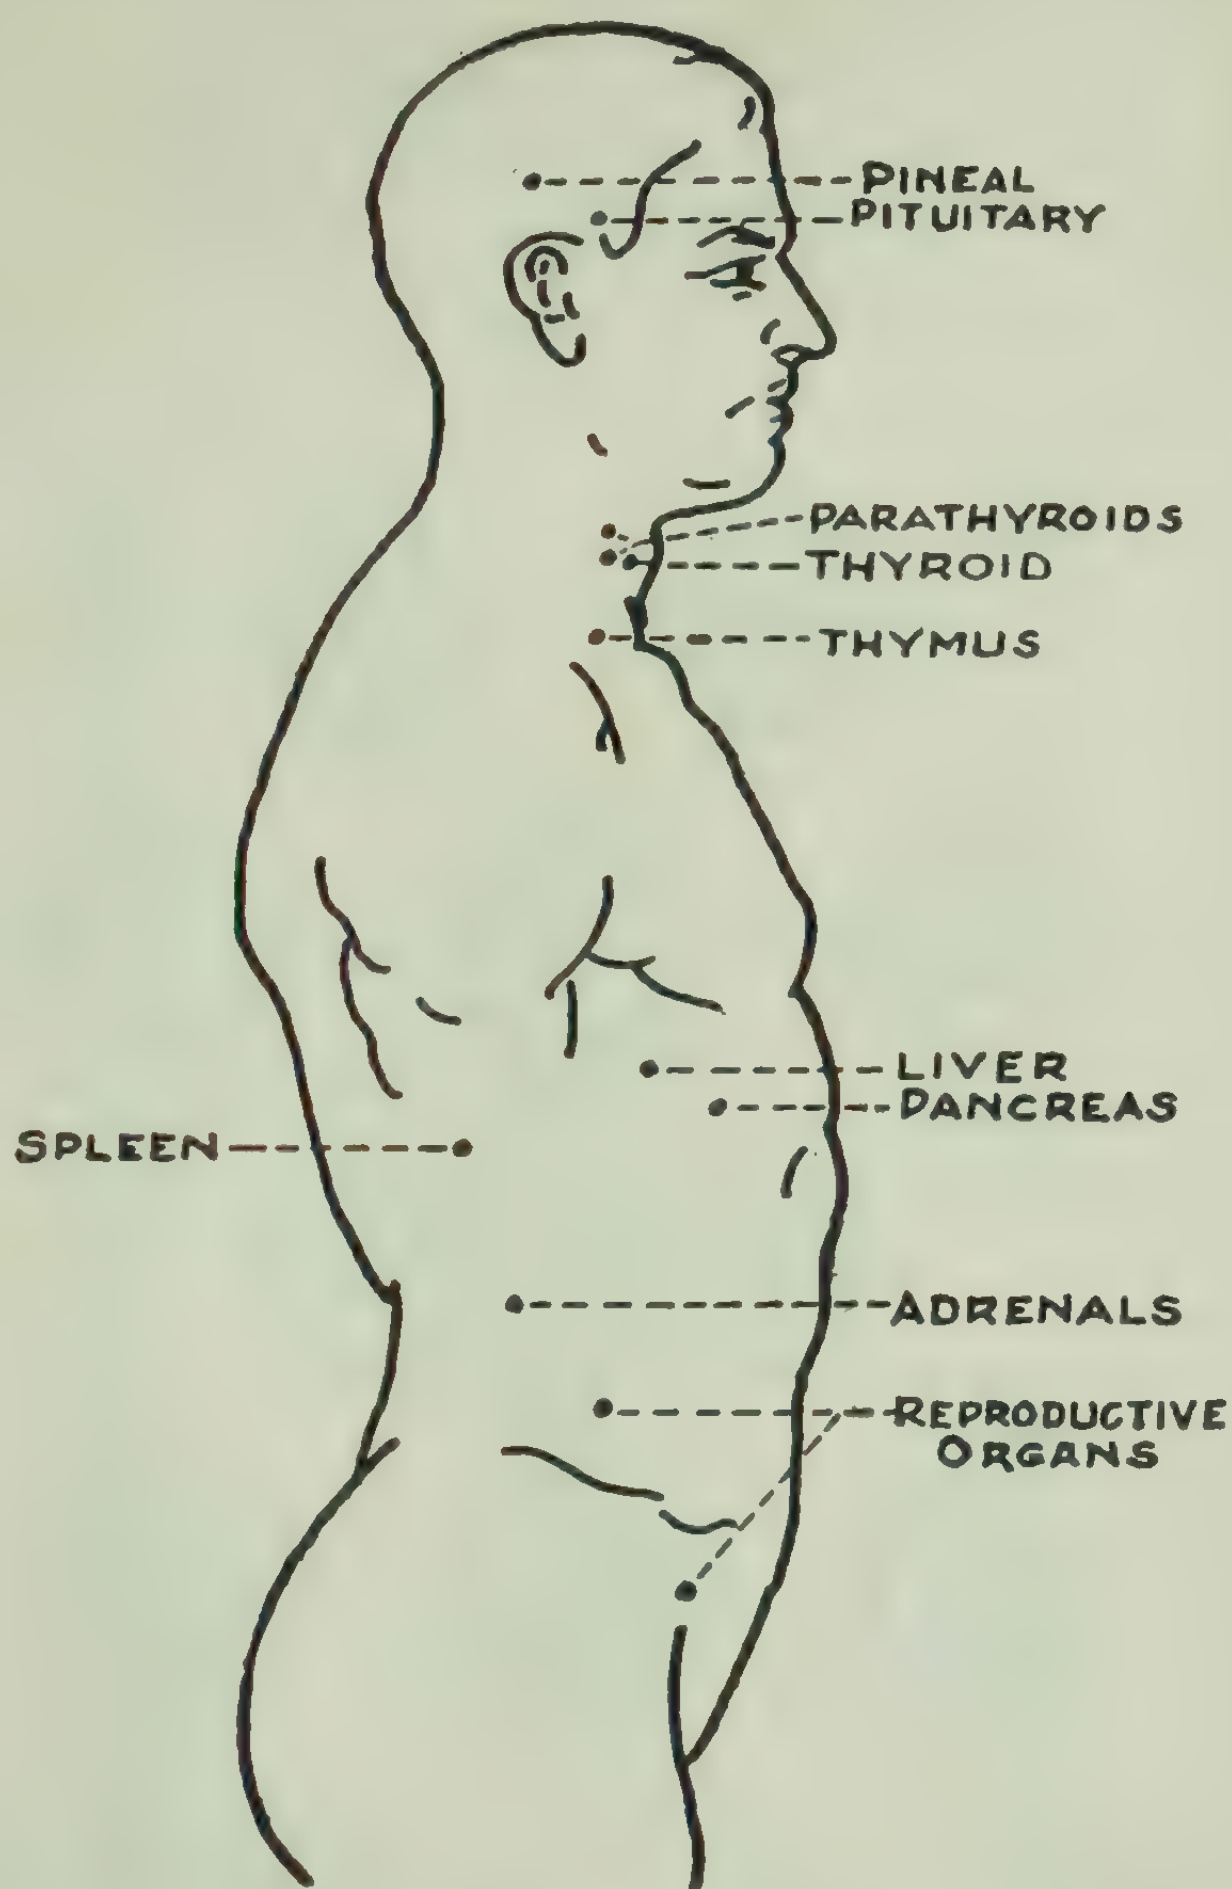 PINEAL
PITUITARY
PARATHYROIDS
THYROID
THYMUS
LIVER
PANCREAS
SPLEEN
ADRENALS
REPRODUCTIVE
ORGANS